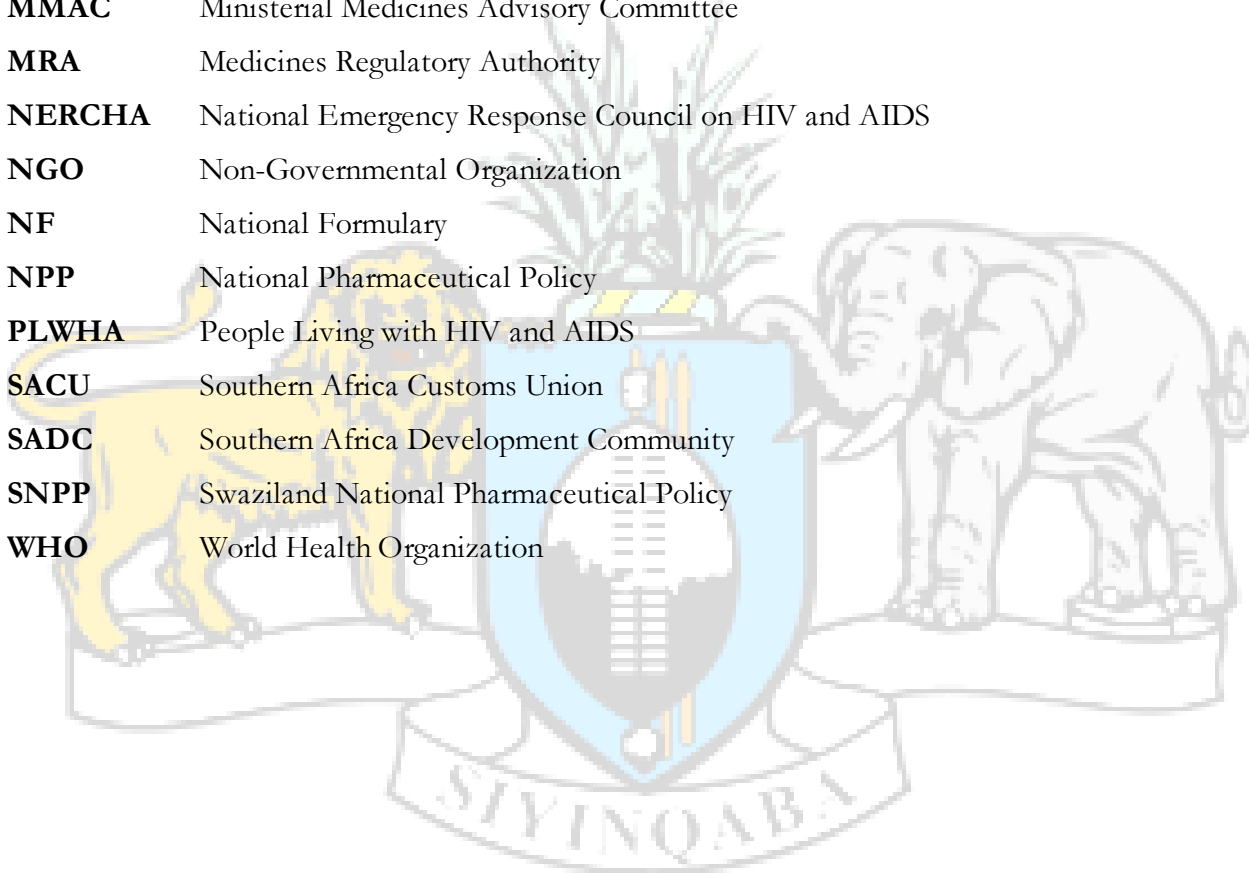 MMAC Ministerial Medicines Advisory Committee
MRA Medicines Regulatory Authority
NERCHA National Emergency Response Council on HIV and AIDS
NGO Non-Governmental Organization
NF National Formulary
NPP National Pharmaceutical Policy
PLWHA People Living with HIV and AIDS
SACU Southern Africa Customs Union
SADC Southern Africa Development Community
SNPP Swaziland National Pharmaceutical Policy
WHO World Health Organization
SIYINQABA